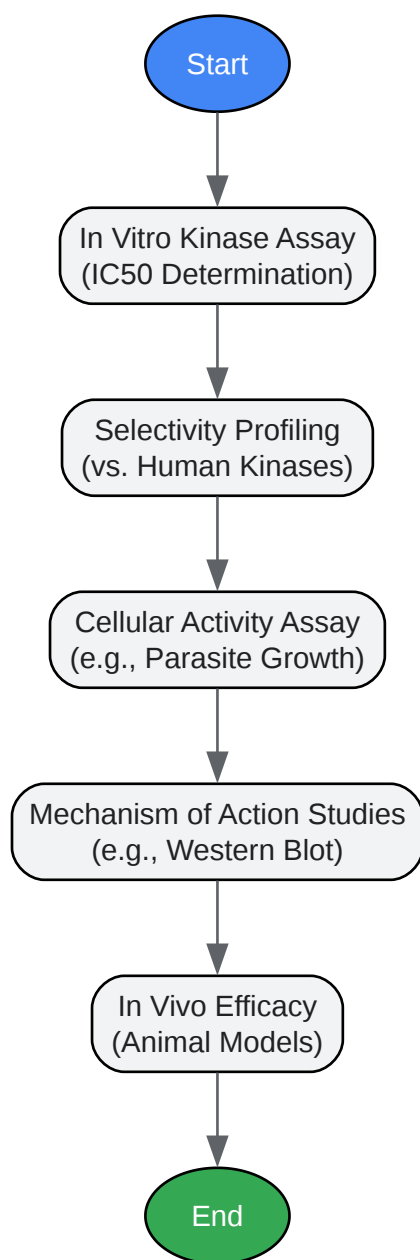 Start
In Vitro Kinase Assay
(IC50 Determination)
Selectivity Profiling
(vs. Human Kinases)
Cellular Activity Assay
(e.g., Parasite Growth)
Mechanism of Action Studies
(e.g., Western Blot)
In Vivo Efficacy
(Animal Models)
End